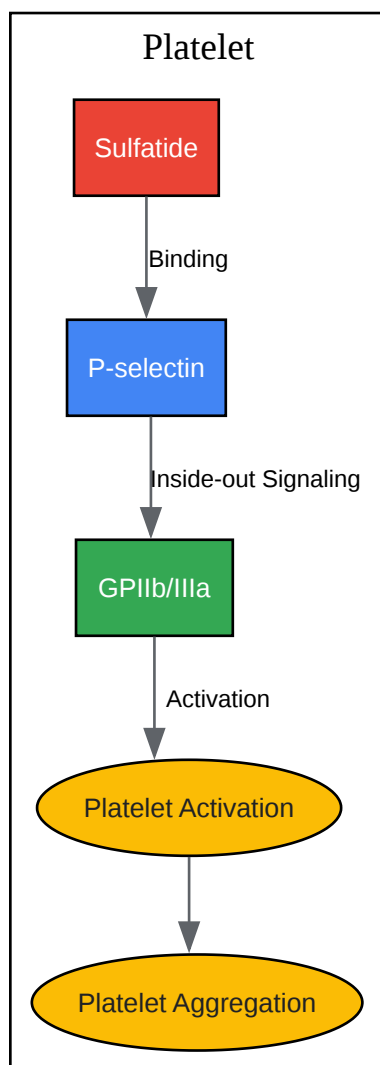 Platelet
Sulfatide
Binding
P-selectin
Inside-out Signaling
GPIIb/IIIa
Activation
Platelet Activation
Platelet Aggregation